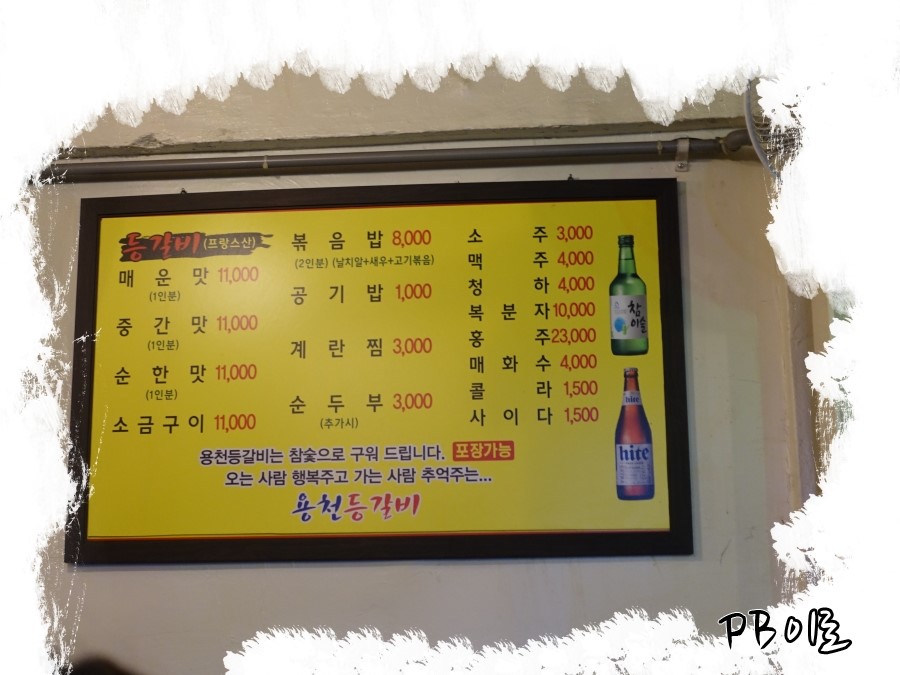 등갈비(프랑스산)
매운맛 11,000
(1인분)
중간맛 11,000
(1인분)
순한맛 11,000
(1인분)
소금구이 11,000
볶음밥 8,000
(2인분) (날치알+새우+고기볶음)
공기밥 1,000
계란찜 3,000
순두부 3,000
(추가시)
소주 3,000
맥주 4,000
청하 4,000
복분자 10,000
홍주 23,000
매화수 4,000
콜라 1,500
사이다 1,500
참이슬
hite
hite
용천등갈비는 참숯으로 구워 드립니다. 포장가능
오는 사람 행복주고 가는 사람 추억주는...
용천등갈비
PB이로